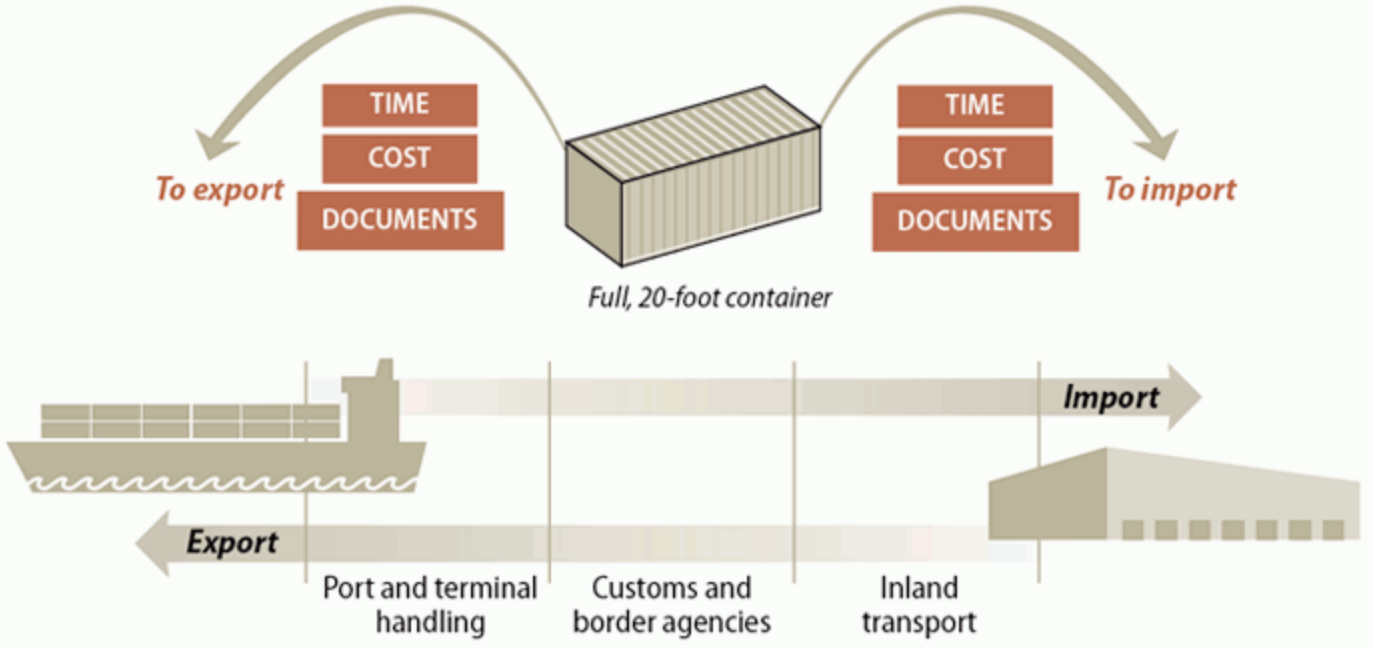 TIME
COST
DOCUMENTS
To export
TIME
COST
DOCUMENTS
To import
Full, 20-foot container
Import
Export
Port and terminal
handling
Customs and
border agencies
Inland
transport